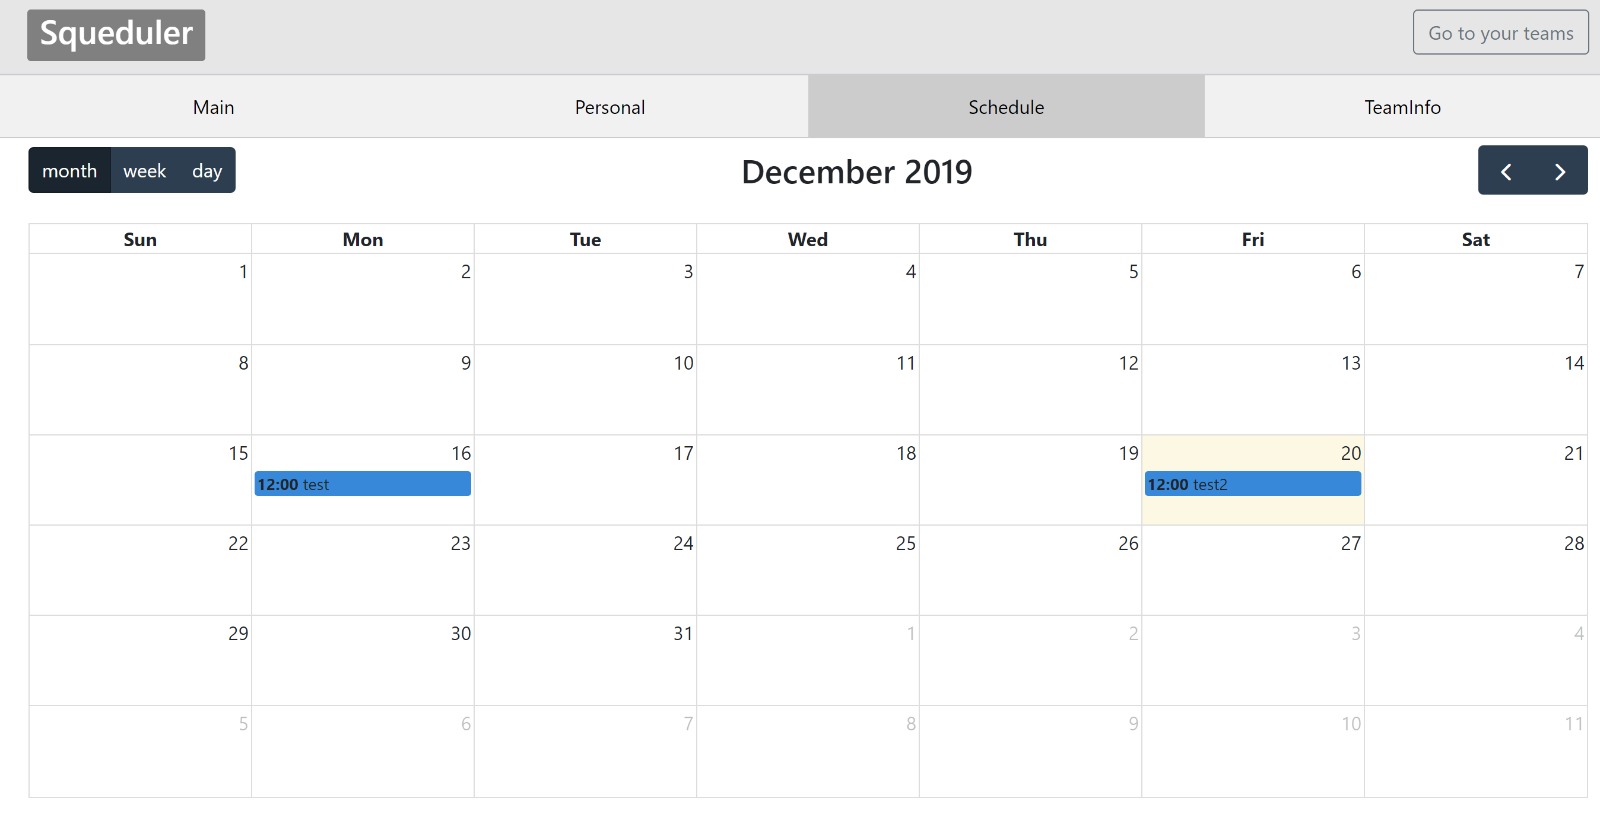 Squeduler
Go to your teams
Main Personal Schedule TeamInfo
month week day
December 2019
Sun Mon Tue Wed Thu Fri Sat
1 2 3 4 5 6 7
8 9 10 11 12 13 14
15 16 17 18 19 20 21
12:00 test
12:00 test2
22 23 24 25 26 27 28
29 30 31 1 2 3 4
5 6 7 8 9 10 11